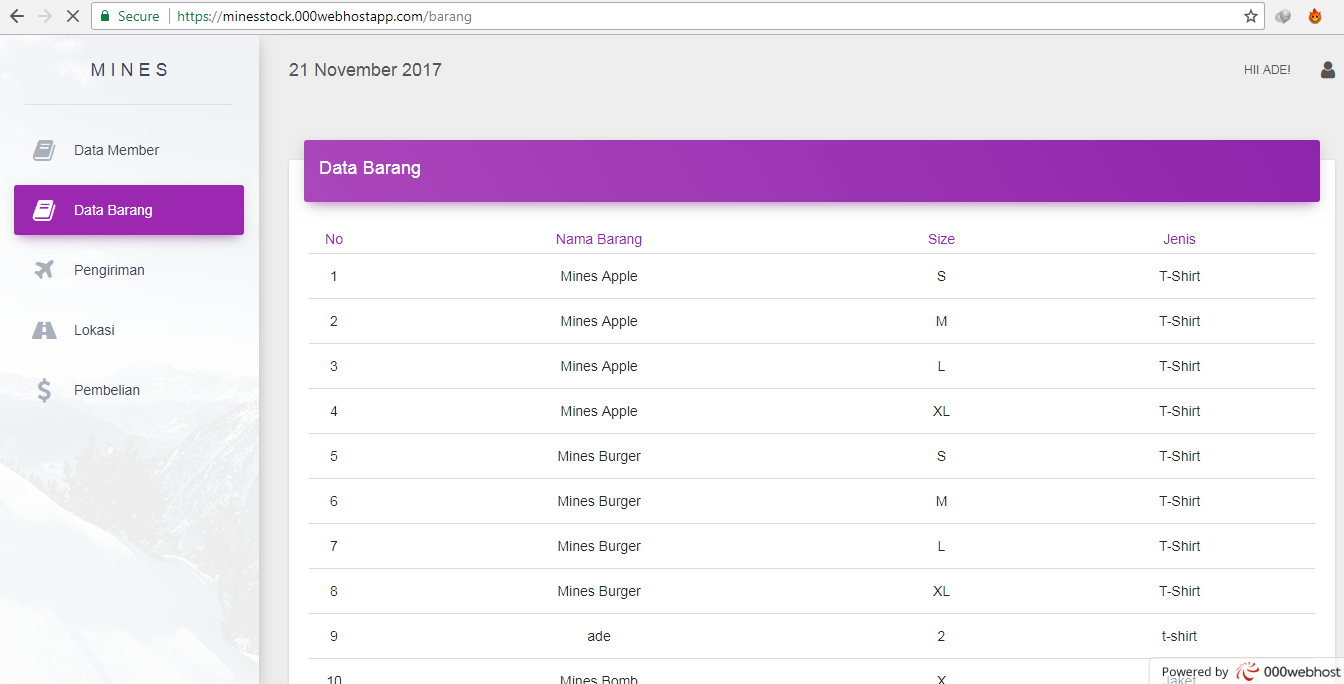 Secure https://minesstock.000webhostapp.com/barang
MINES
21 November 2017
HII ADE!
Data Member
Data Barang
Pengiriman
Lokasi
Pembelian
Data Barang
No Nama Barang Size Jenis
1 Mines Apple S T-Shirt
2 Mines Apple M T-Shirt
3 Mines Apple L T-Shirt
4 Mines Apple XL T-Shirt
5 Mines Burger S T-Shirt
6 Mines Burger M T-Shirt
7 Mines Burger L T-Shirt
8 Mines Burger XL T-Shirt
9 ade 2 t-shirt
10 Mines Bomb X Jaket
Powered by 000webhost